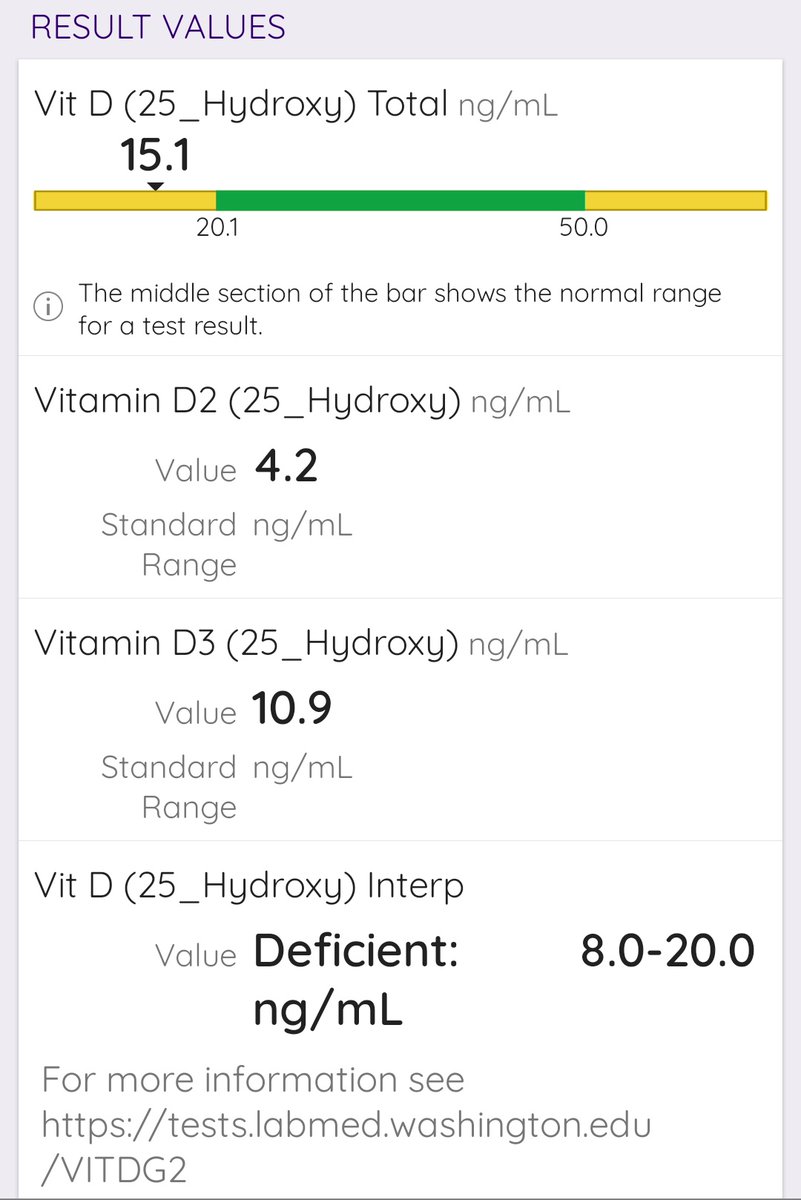 RESULT VALUES
Vit D (25_Hydroxy) Total ng/mL
15.1
20.1 50.0
The middle section of the bar shows the normal range
for a test result.
Vitamin D2 (25_Hydroxy) ng/mL
Value 4.2
Standard ng/mL
Range
Vitamin D3 (25_Hydroxy) ng/mL
Value 10.9
Standard ng/mL
Range
Vit D (25_Hydroxy) Interp
Value Deficient: 8.0-20.0
ng/mL
For more information see
https://tests.labmed.washington.edu
/VITDG2